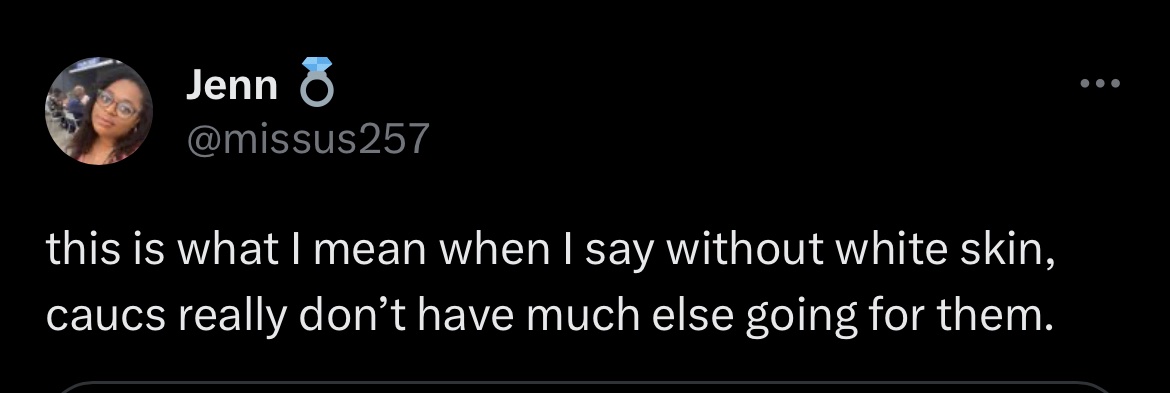 Jenn 💍
@missus257
this is what I mean when I say without white skin,
caucs really don’t have much else going for them.